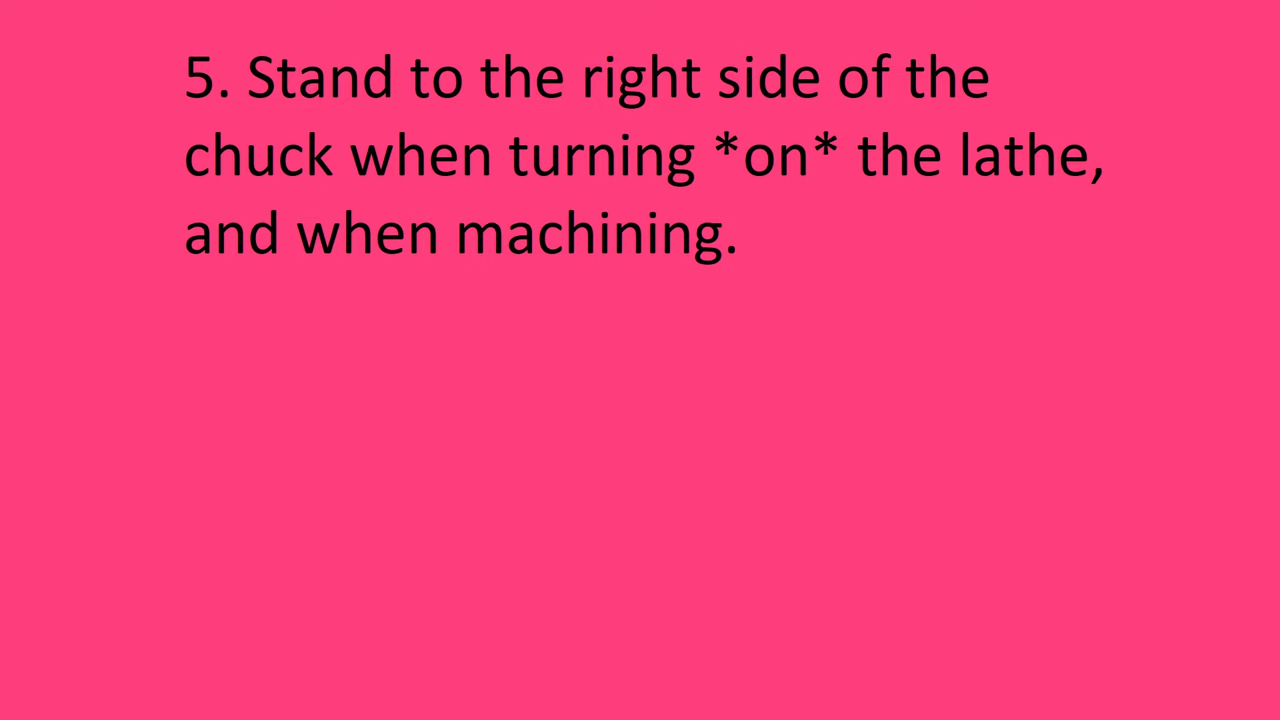 5. Stand to the right side of the
chuck when turning *on* the lathe,
and when machining.